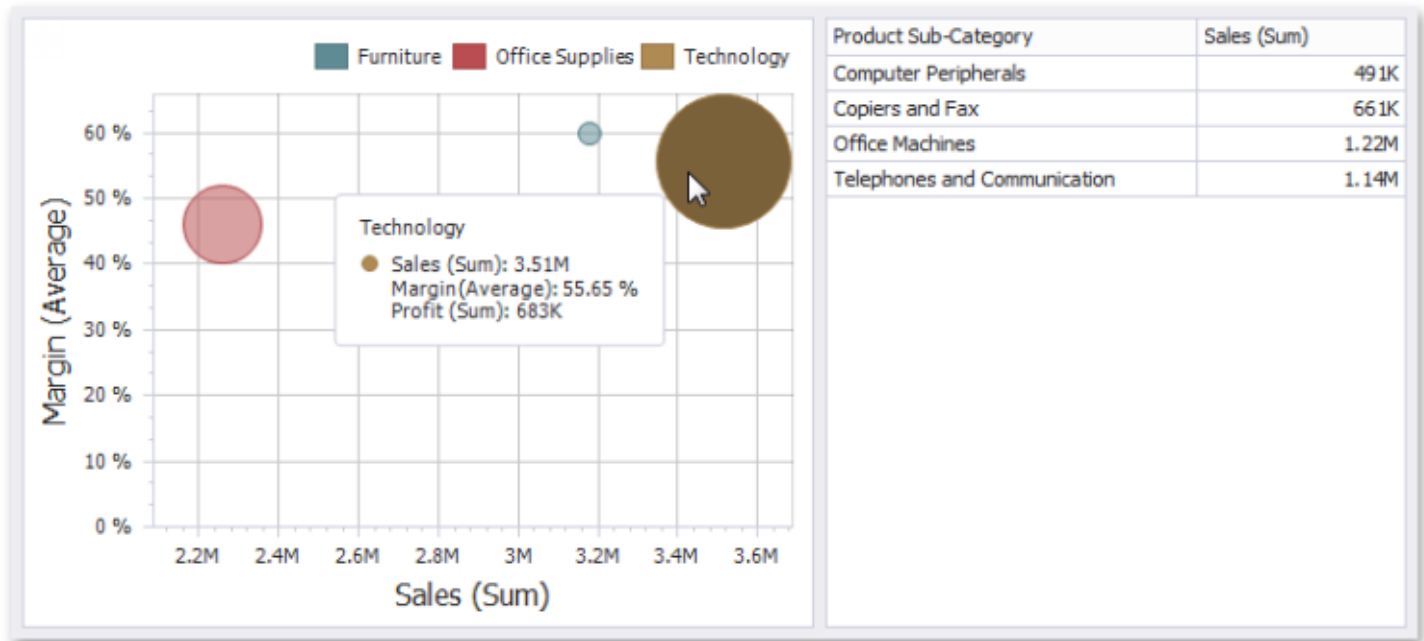 Furniture Office Supplies Technology
60 %
50 %
40 %
30 %
20 %
10 %
0 %
Margin (Average)
Technology
Sales (Sum): 3.51M
Margin(Average): 55.65 %
Profit (Sum): 683K
2.2M 2.4M 2.6M 2.8M 3M 3.2M 3.4M 3.6M
Sales (Sum)
Product Sub-Category Sales (Sum)
Computer Peripherals 491K
Copiers and Fax 661K
Office Machines 1.22M
Telephones and Communication 1.14M